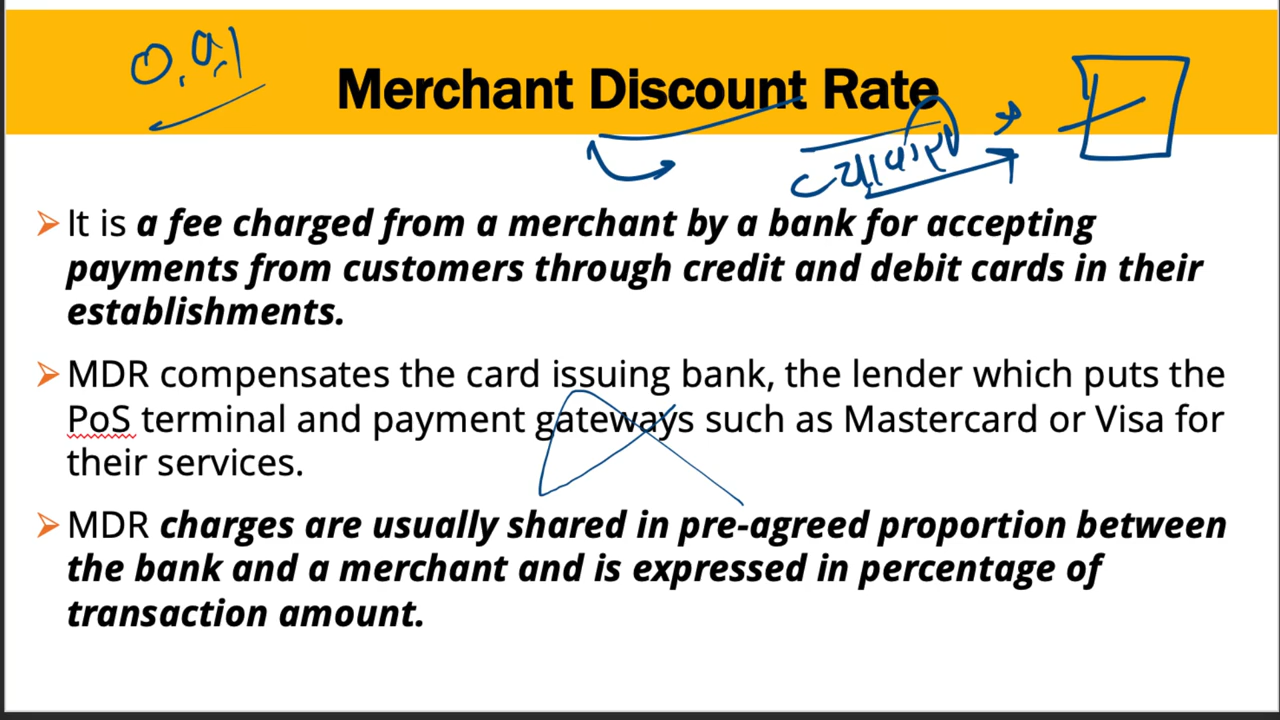 0.0.1
Merchant Discount Rate
It is a fee charged from a merchant by a bank for accepting
payments from customers through credit and debit cards in their
establishments.
MDR compensates the card issuing bank, the lender which puts the
PoS terminal and payment gateways such as Mastercard or Visa for
their services.
MDR charges are usually shared in pre-agreed proportion between
the bank and a merchant and is expressed in percentage of
transaction amount.